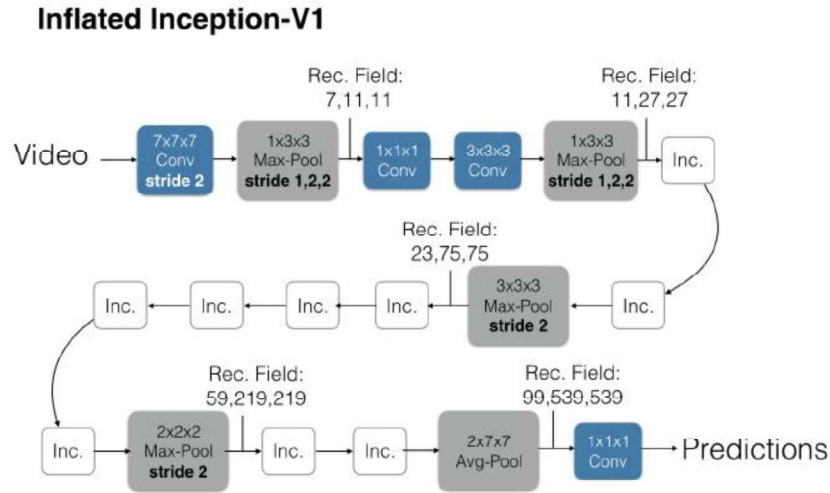 Inflated Inception-V1
Rec. Field:
7,11,11
Rec. Field:
11,27,27
Video
7x7x7
Conv
stride 2
1x3x3
Max-Pool
stride 1,2,2
1x1x1
Conv
3x3x3
Conv
1x3x3
Max-Pool
stride 1,2,2
Inc.
Rec. Field:
23,75,75
Inc.
3x3x3
Max-Pool
stride 2
Inc.
Inc.
Inc.
Inc.
Rec. Field:
59,219,219
Rec. Field:
99,539,539
Inc.
2x2x2
Max-Pool
stride 2
Inc.
Inc.
2x7x7
Avg-Pool
1x1x1
Conv
Predictions